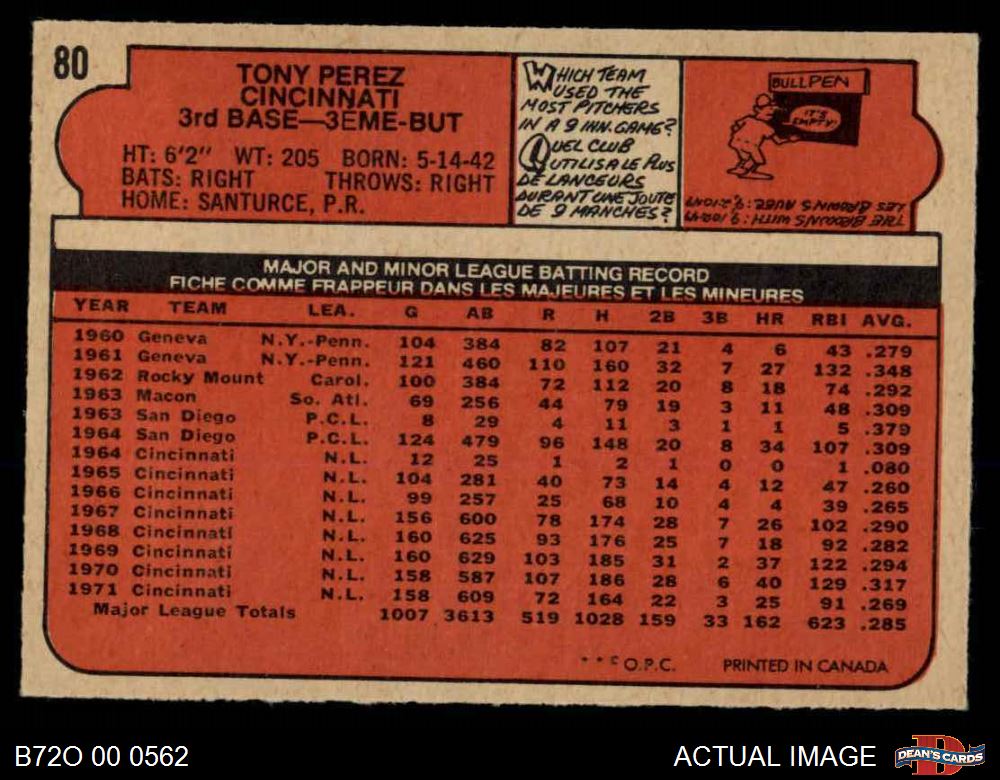 80
TONY PEREZ
CINCINNATI
3rd BASE—3EME-BUT
HT: 6'2" WT: 205 BORN: 5-14-42
BATS: RIGHT THROWS: RIGHT
HOME: SANTURCE, P.R.
WHICH TEAM
USED THE
MOST PITCHERS
IN A 9 INN. GAME?
QUEL CLUB
UTILISA LE PLUS
DE LANCEURS
DURANT UNE JOUTE
DE 9 MANCHES?
BULLPEN
IT'S
EMPTY!
THE BROWNS WITH: 9,
LES BROWNS AVEC: 9,
MAJOR AND MINOR LEAGUE BATTING RECORD
FICHE COMME FRAPPEUR DANS LES MAJEURES ET LES MINEURES
YEAR TEAM LEA. G AB R H 2B 3B HR RBI AVG.
1960 Geneva N.Y.-Penn. 104 384 82 107 21 4 6 43 .279
1961 Geneva N.Y.-Penn. 121 460 110 160 32 7 27 132 .348
1962 Rocky Mount Carol. 100 384 72 112 20 8 18 74 .292
1963 Macon So. Atl. 69 256 44 79 19 3 11 48 .309
1963 San Diego P.C.L. 8 29 4 11 3 1 1 5 .379
1964 San Diego P.C.L. 124 479 96 148 20 8 34 107 .309
1964 Cincinnati N.L. 12 25 1 2 1 0 0 1 .080
1965 Cincinnati N.L. 104 281 40 73 14 4 12 47 .260
1966 Cincinnati N.L. 99 257 25 68 10 4 4 39 .265
1967 Cincinnati N.L. 156 600 78 174 28 7 26 102 .290
1968 Cincinnati N.L. 160 625 93 176 25 7 18 92 .282
1969 Cincinnati N.L. 160 629 103 185 31 2 37 122 .294
1970 Cincinnati N.L. 158 587 107 186 28 6 40 129 .317
1971 Cincinnati N.L. 158 609 72 164 22 3 25 91 .269
Major League Totals 1007 3613 519 1028 159 33 162 623 .285
* * © O.P.C. PRINTED IN CANADA
B72O 00 0562
ACTUAL IMAGE
D
DEAN'S CARDS